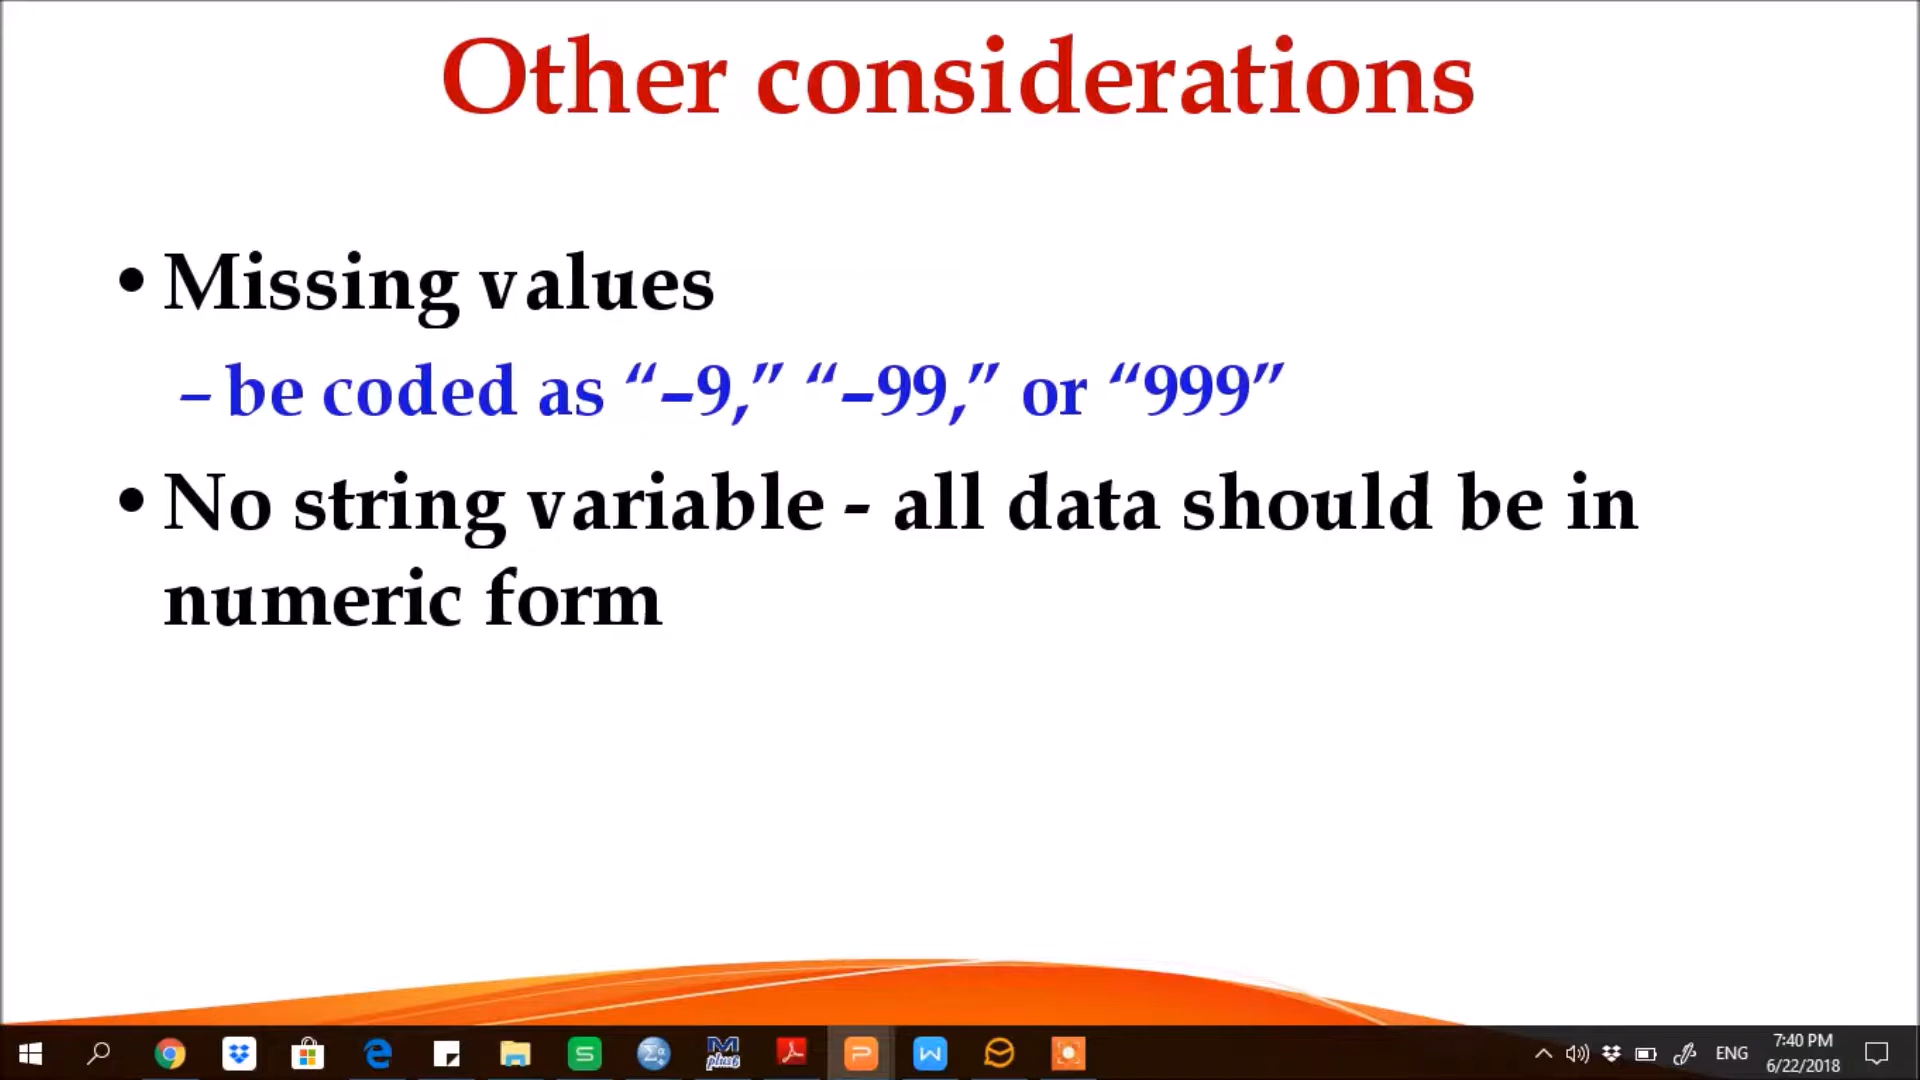 Other considerations
• Missing values
– be coded as “–9,” “–99,” or “999”
• No string variable - all data should be in
numeric form
S
M
plus6
P
W
ENG
7:40 PM
6/22/2018